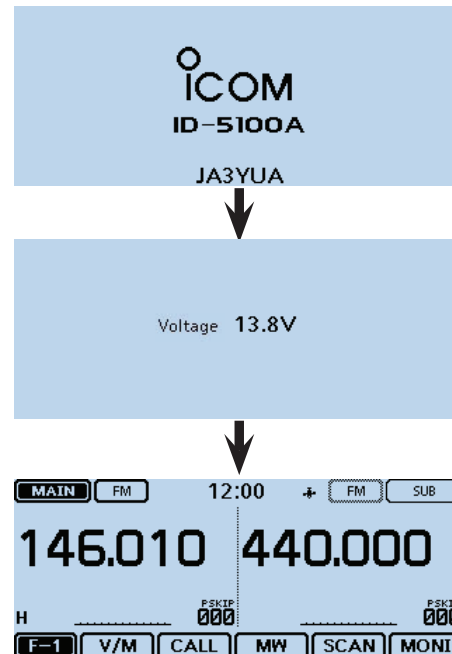 ICOM
ID-5100A
JA3YUA
Voltage 13.8V
MAIN FM 12:00 FM SUB
146.010 440.000
PSKIP
H 000
F-1 V/M CALL MW SCAN MONI